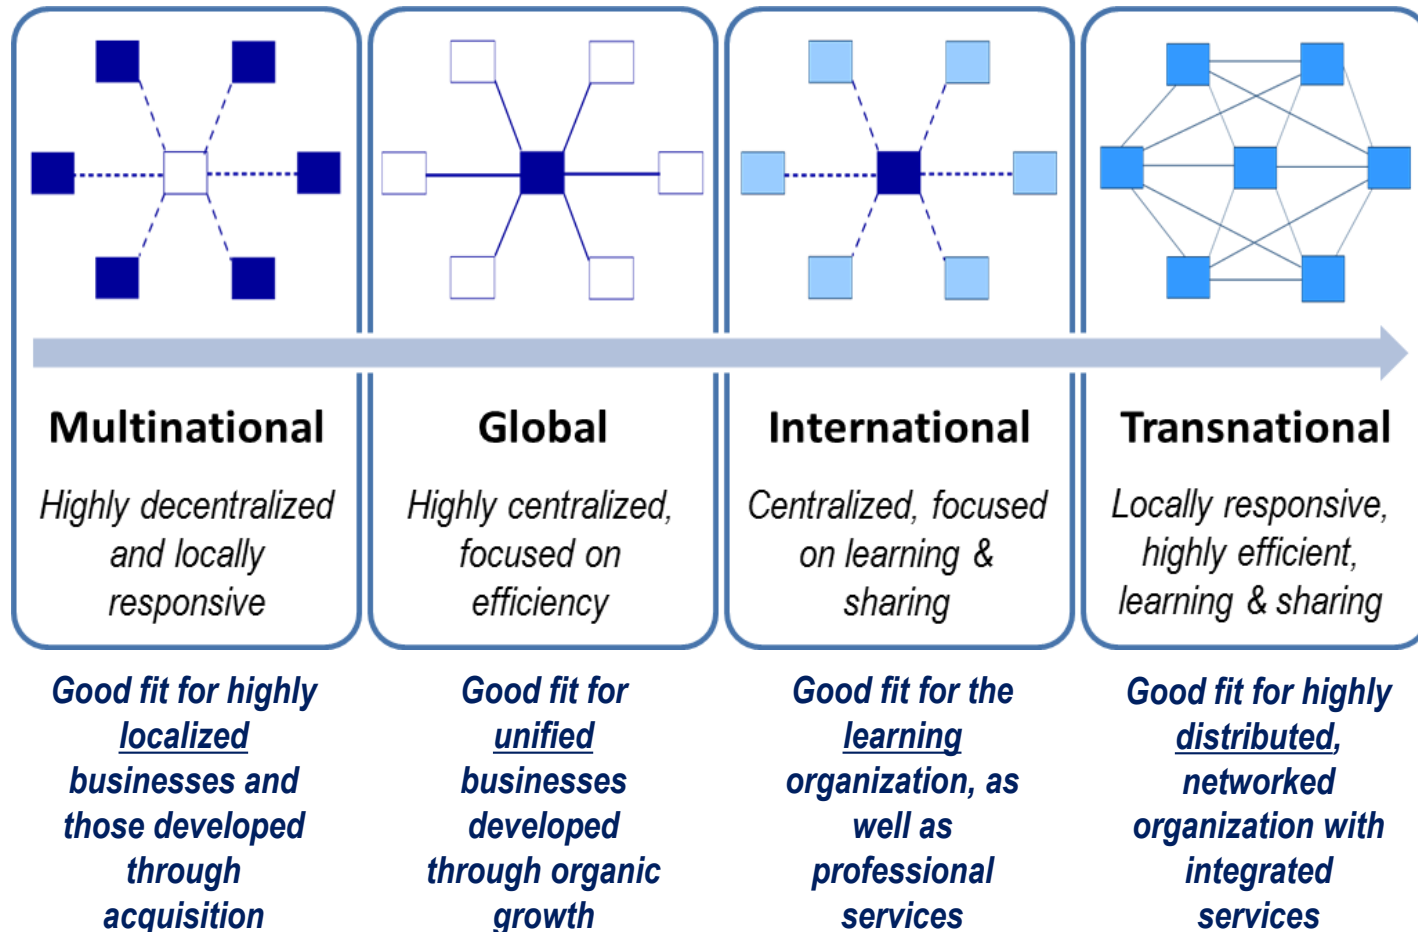 Multinational
Highly decentralized
and locally
responsive
Good fit for highly
localized
businesses and
those developed
through
acquisition
Global
Highly centralized,
focused on
efficiency
Good fit for
unified
businesses
developed
through organic
growth
International
Centralized, focused
on learning &
sharing
Good fit for the
learning
organization, as
well as
professional
services
Transnational
Locally responsive,
highly efficient,
learning & sharing
Good fit for highly
distributed,
networked
organization with
integrated
services